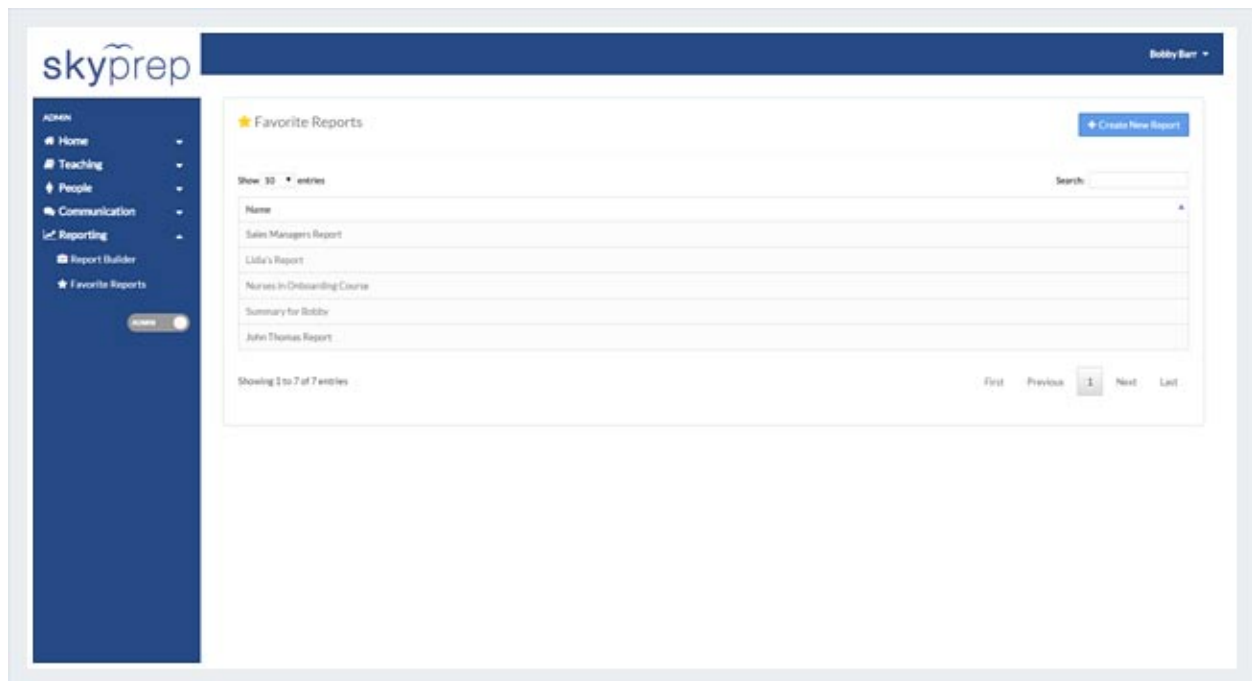 skyprep
Bobby Barr
ADMIN
Home
Teaching
People
Communication
Reporting
Report Builder
Favorite Reports
ADMIN
Favorite Reports
+ Create New Report
Show 10 entries
Search:
Name
Sales Managers Report
Lidia's Report
Nurses in Onboarding Course
Summary for Bobby
John Thomas Report
Showing 1 to 7 of 7 entries
First Previous 1 Next Last